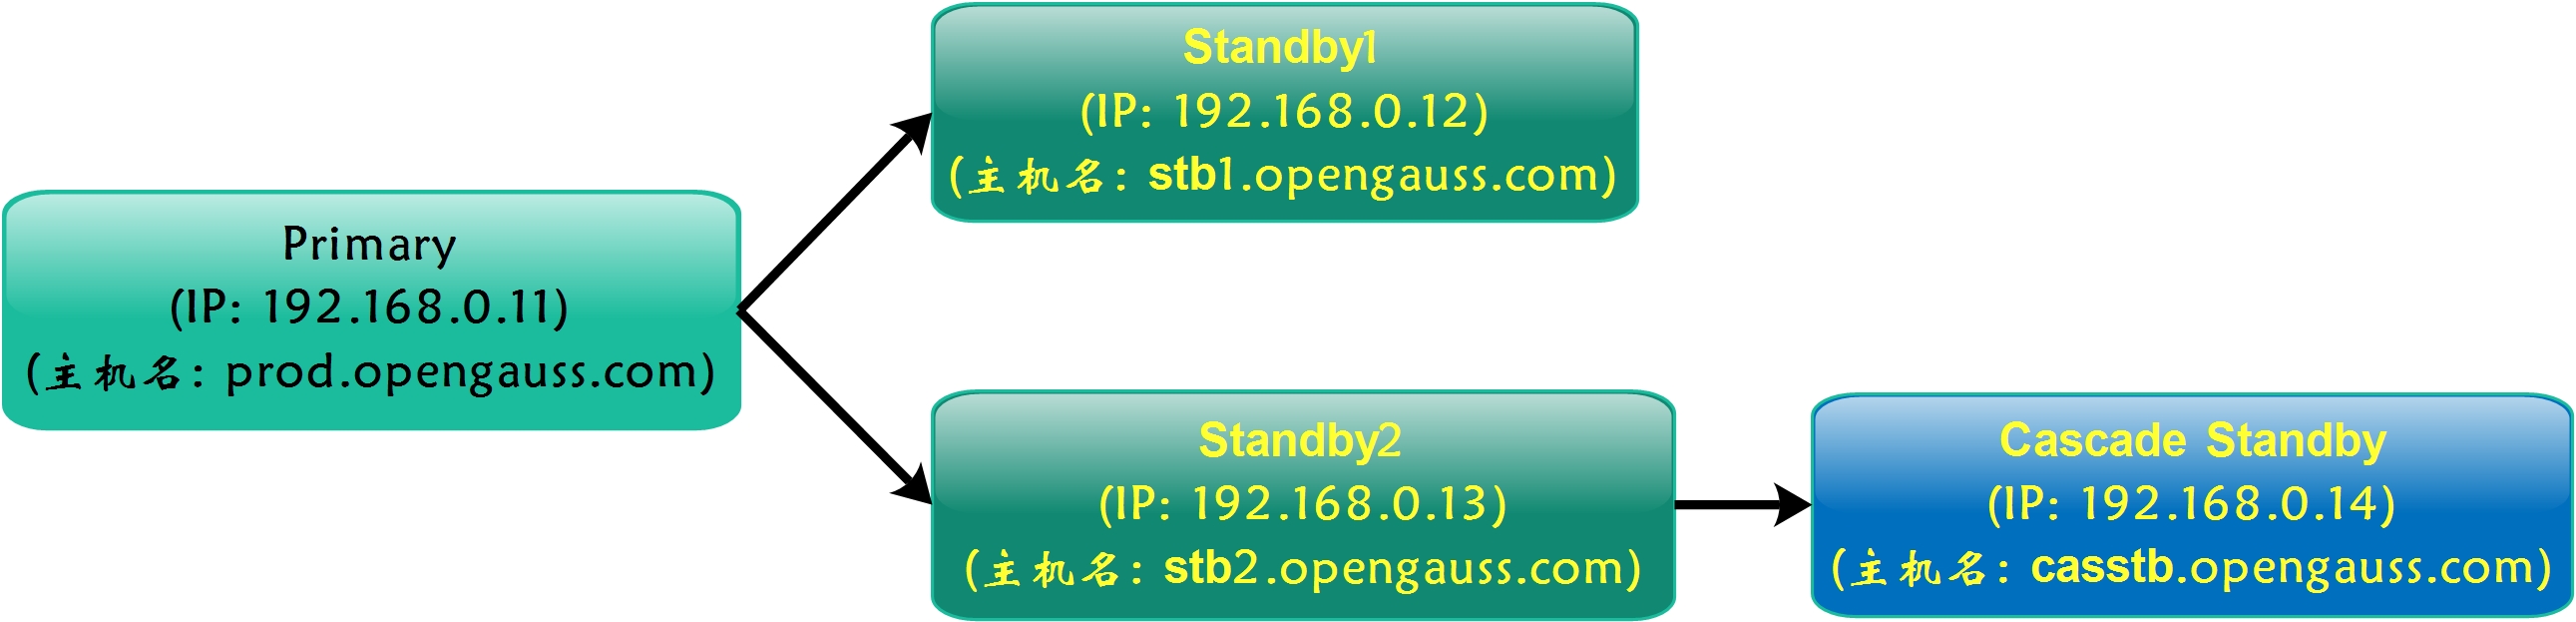 Primary
(IP: 192.168.0.11)
(主机名: prod.opengauss.com)
Standby1
(IP: 192.168.0.12)
(主机名: stb1.opengauss.com)
Standby2
(IP: 192.168.0.13)
(主机名: stb2.opengauss.com)
Cascade Standby
(IP: 192.168.0.14)
(主机名: casstb.opengauss.com)